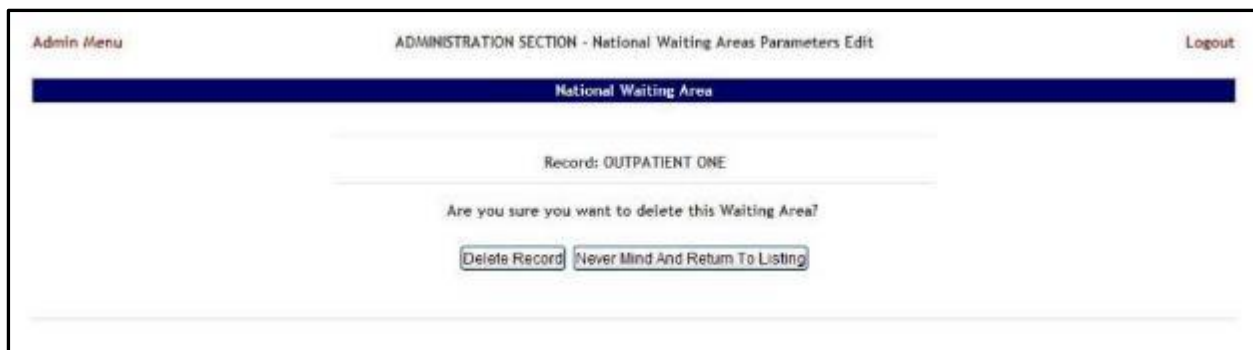 Admin Menu ADMINISTRATION SECTION - National Waiting Areas Parameters Edit Logout
National Waiting Area
Record: OUTPATIENT ONE
Are you sure you want to delete this Waiting Area?
Delete Record Never Mind And Return To Listing